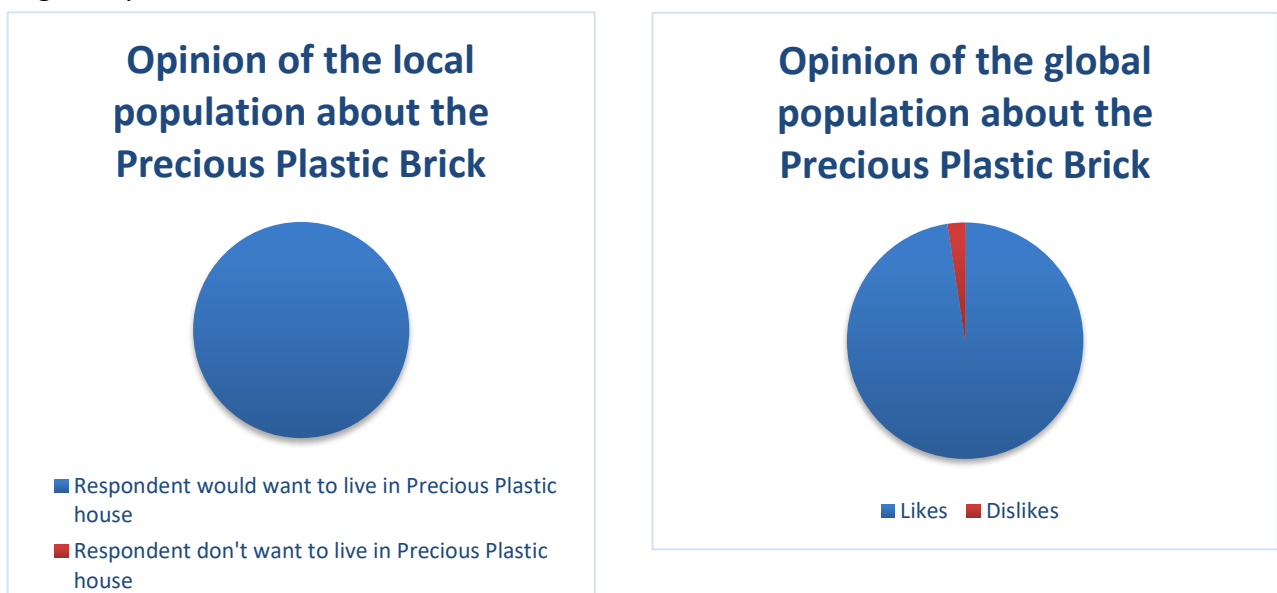 Opinion of the local
population about the
Precious Plastic Brick
Respondent would want to live in Precious Plastic
house
Respondent don't want to live in Precious Plastic
house
Opinion of the global
population about the
Precious Plastic Brick
Likes Dislikes